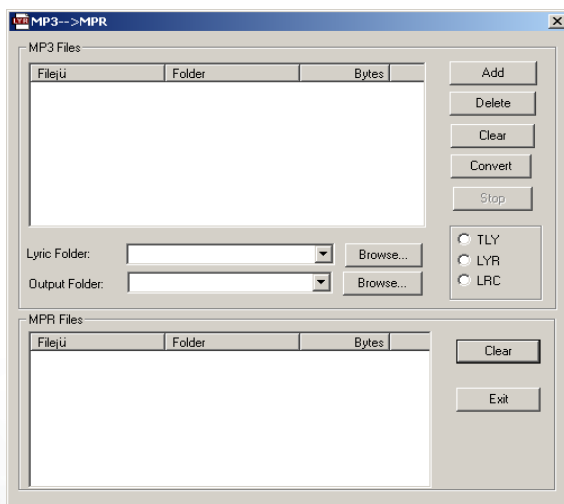 LYR MP3-->MPR
MP3 Files
Filejü Folder Bytes
Add
Delete
Clear
Convert
Stop
Lyric Folder: Browse...
Output Folder: Browse...
TLY
LYR
LRC
MPR Files
Filejü Folder Bytes
Clear
Exit